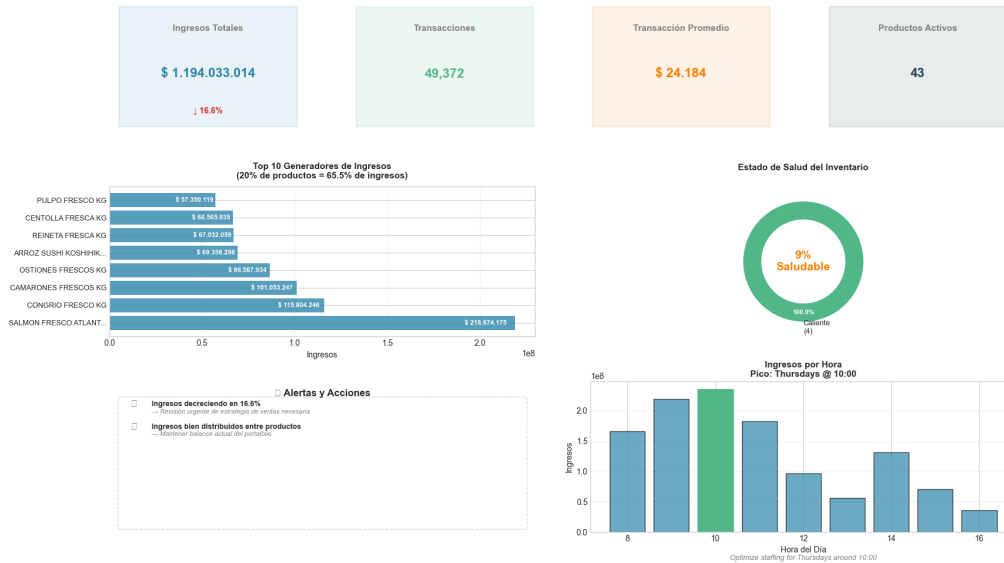 Ingresos Totales
Transacciones
Transacción Promedio
Productos Activos
$ 1.194.033.014
49,372
$ 24.184
43
↓ 16.6%
Top 10 Generadores de Ingresos
(20% de productos = 65.5% de ingresos)
PULPO FRESCO KG
$ 57.350.119
CENTOLLA FRESCA KG
$ 66.565.935
REINETA FRESCA KG
$ 67.032.059
ARROZ SUSHI KOSHIHIK...
$ 69.358.298
OSTIONES FRESCOS KG
$ 86.567.934
CAMARONES FRESCOS KG
$ 101.053.247
CONGRIO FRESCO KG
$ 115.804.246
SALMON FRESCO ATLANT...
$ 218.674.175
0.0 0.5 1.0 1.5 2.0
1e8
Ingresos
Estado de Salud del Inventario
9%
Saludable
100.0%
Caliente
(4)
Alertas y Acciones
Ingresos decreciendo en 16.6%
→ Revisión urgente de estrategia de ventas necesaria
Ingresos bien distribuidos entre productos
→ Mantener balance actual del portafolio
Ingresos por Hora
Pico: Thursdays @ 10:00
1e8
2.0
1.5
1.0
0.5
0.0
Ingresos
8 10 12 14 16
Hora del Día
Optimize staffing for Thursdays around 10:00